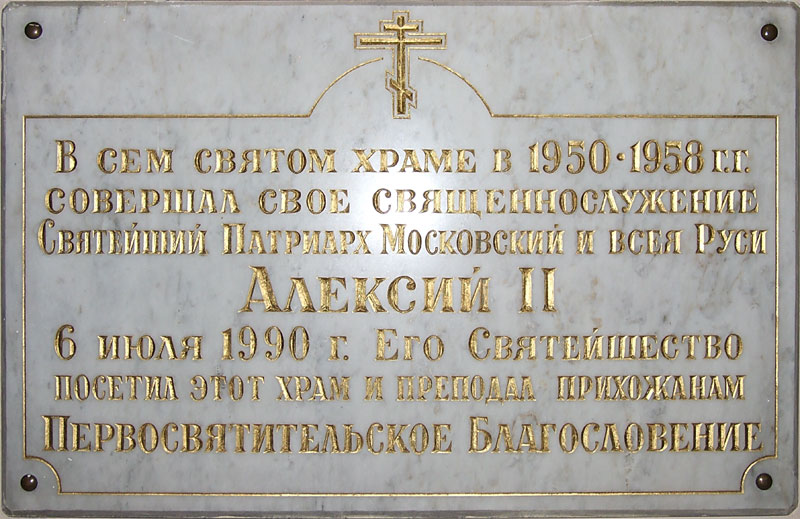 В СЕМ СВЯТОМ ХРАМЕ В 1950·1958 Г.Г.
СОВЕРШАЛ СВОЕ СВЯЩЕННОСЛУЖЕНИЕ
СВЯТЕЙШИЙ ПАТРИАРХ МОСКОВСКИЙ И ВСЕЯ РУСИ
АЛЕКСИЙ II
6 ИЮЛЯ 1990 Г. ЕГО СВЯТЕЙШЕСТВО
ПОСЕТИЛ ЭТОТ ХРАМ И ПРЕПОДАЛ ПРИХОЖАНАМ
ПЕРВОСВЯТИТЕЛЬСКОЕ БЛАГОСЛОВЕНИЕ